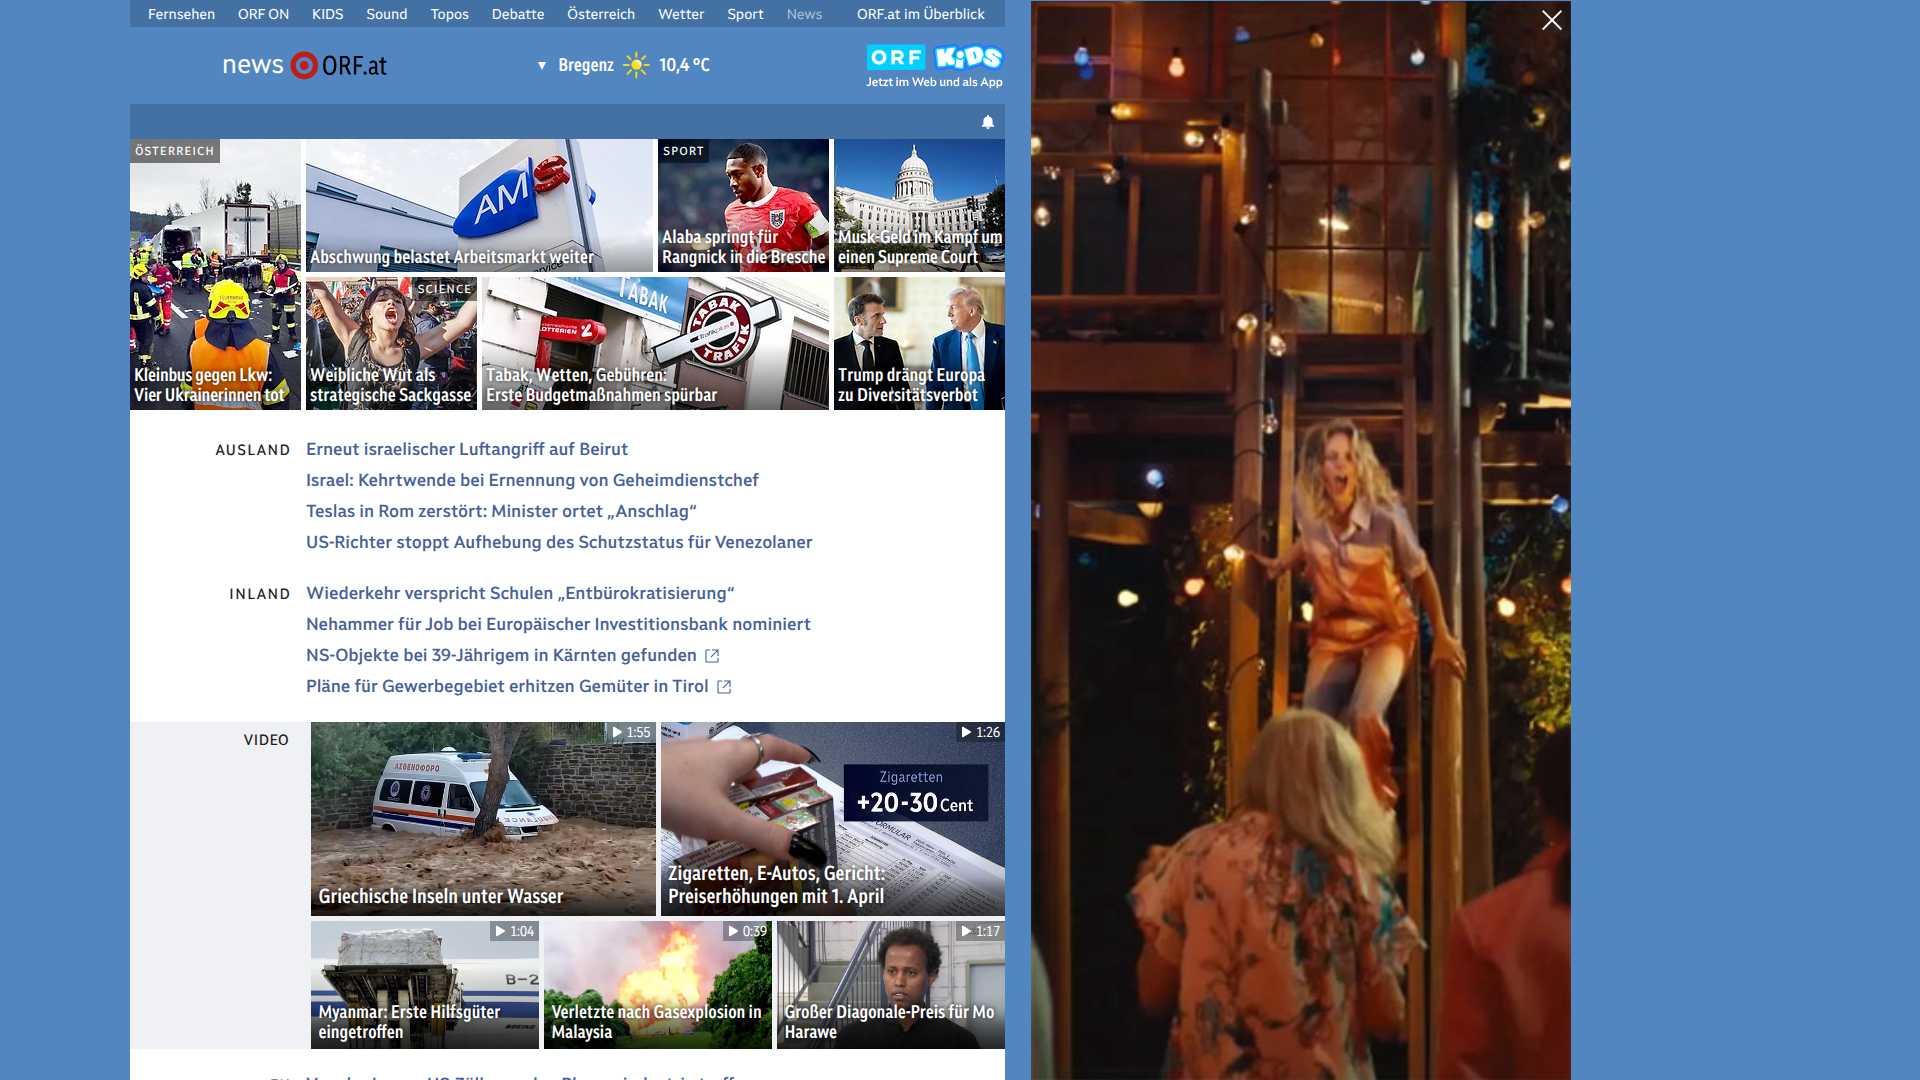 Fernsehen ORF ON KIDS Sound Topos Debatte Österreich Wetter Sport News ORF.at im Überblick
news ORF.at
▼ Bregenz 10,4 °C
ORF KiDS
Jetzt im Web und als App
ÖSTERREICH
Kleinbus gegen Lkw:
Vier Ukrainerinnen tot
AMS
Abschwung belastet Arbeitsmarkt weiter
SPORT
Alaba springt für
Rangnick in die Bresche
Musk-Geld im Kampf um
einen Supreme Court
SCIENCE
Weibliche Wut als
strategische Sackgasse
TABAK
TABAK
TRAFIK
Tabak, Wetten, Gebühren:
Erste Budgetmaßnahmen spürbar
Trump drängt Europa
zu Diversitätsverbot
AUSLAND
Erneut israelischer Luftangriff auf Beirut
Israel: Kehrtwende bei Ernennung von Geheimdienstchef
Teslas in Rom zerstört: Minister ortet „Anschlag“
US-Richter stoppt Aufhebung des Schutzstatus für Venezolaner
INLAND
Wiederkehr verspricht Schulen „Entbürokratisierung“
Nehammer für Job bei Europäischer Investitionsbank nominiert
NS-Objekte bei 39-Jährigem in Kärnten gefunden
Pläne für Gewerbegebiet erhitzen Gemüter in Tirol
VIDEO
1:55
ΑΣΘΕΝΟΦΟΡΟ
Griechische Inseln unter Wasser
1:26
Zigaretten
+20-30 Cent
Zigaretten, E-Autos, Gericht:
Preiserhöhungen mit 1. April
1:04
B-2
Myanmar: Erste Hilfsgüter
eingetroffen
0:39
Verletzte nach Gasexplosion in
Malaysia
1:17
Großer Diagonale-Preis für Mo
Harawe